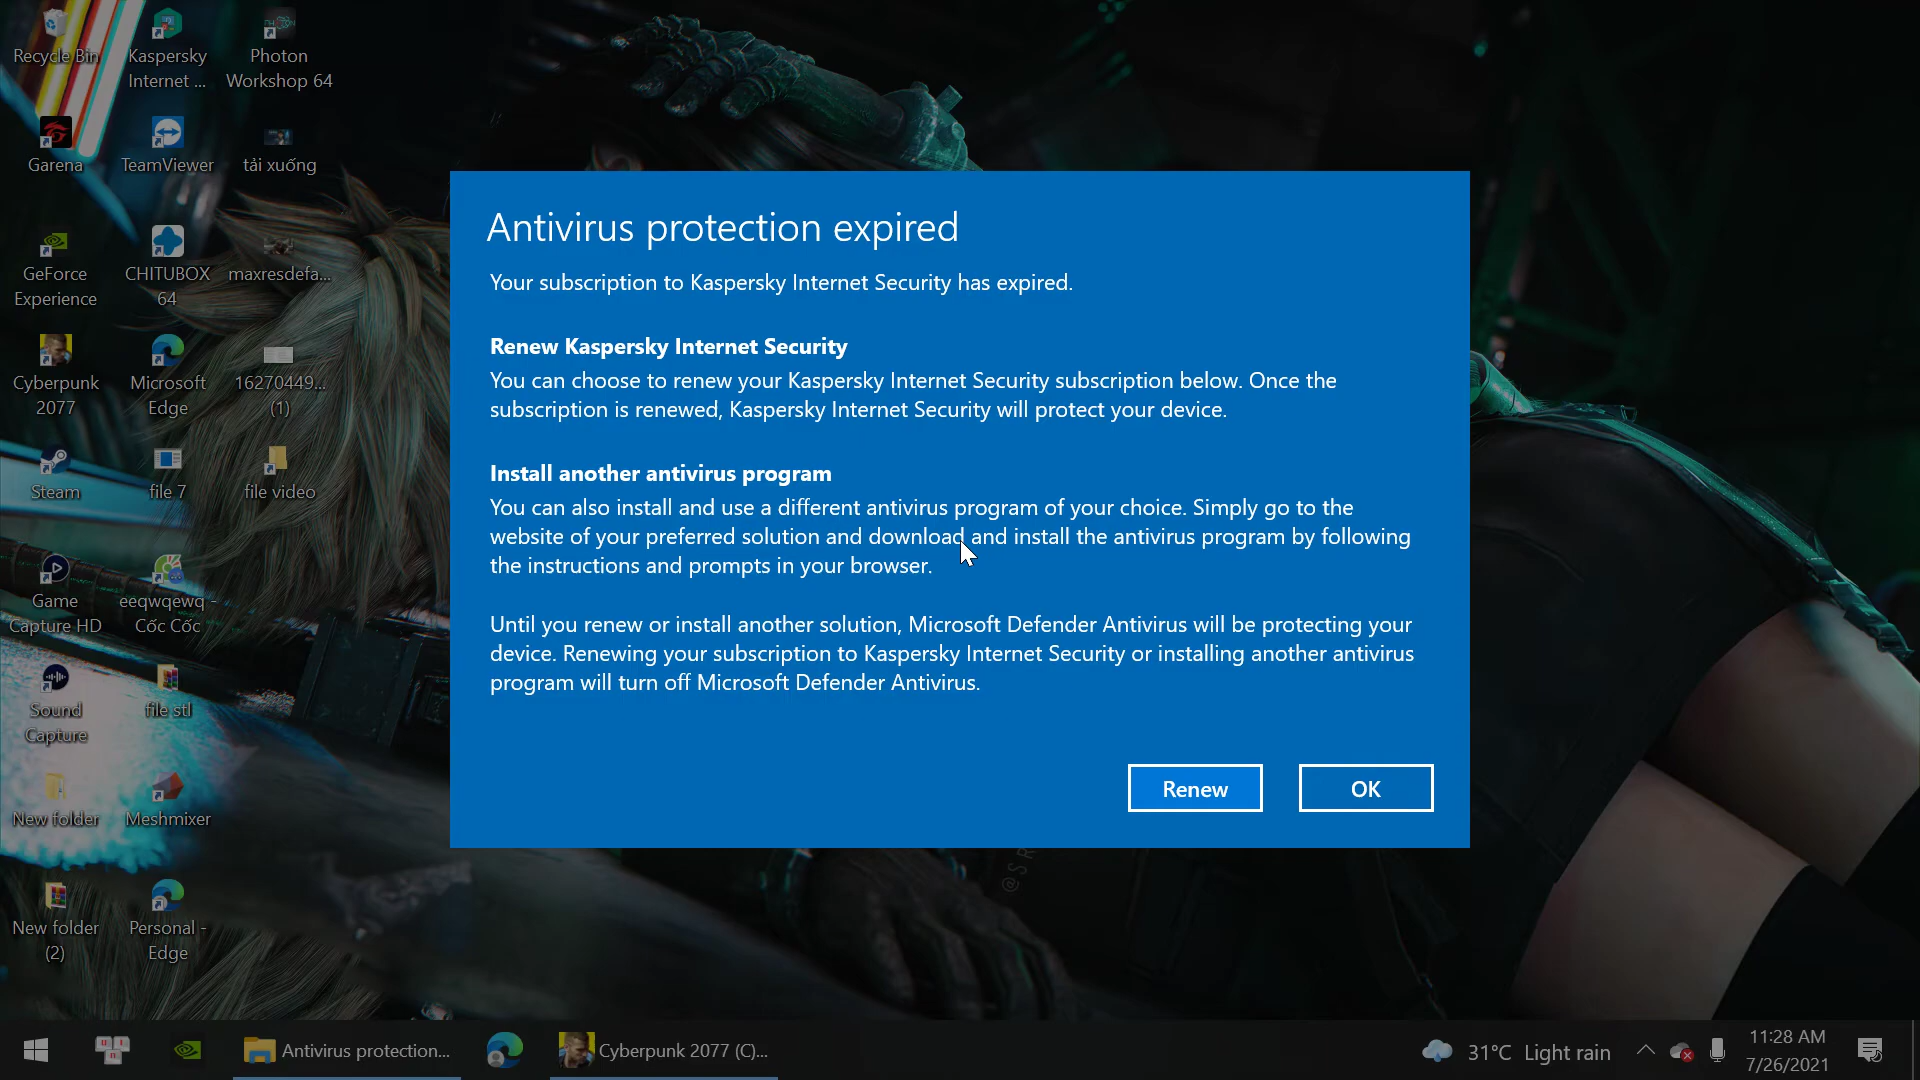 Recycle Bin
Kaspersky
Internet ...
Photon
Workshop 64
Garena
TeamViewer
tải xuống
GeForce
Experience
CHITUBOX
64
maxresdefa...
Cyberpunk
2077
Microsoft
Edge
16270449...
(1)
Steam
file 7
file video
Game
Capture HD
eeqwqewq -
Cốc Cốc
Sound
Capture
file stl
New folder
Meshmixer
New folder
(2)
Personal -
Edge
Antivirus protection expired
Your subscription to Kaspersky Internet Security has expired.
Renew Kaspersky Internet Security
You can choose to renew your Kaspersky Internet Security subscription below. Once the
subscription is renewed, Kaspersky Internet Security will protect your device.
Install another antivirus program
You can also install and use a different antivirus program of your choice. Simply go to the
website of your preferred solution and download and install the antivirus program by following
the instructions and prompts in your browser.
Until you renew or install another solution, Microsoft Defender Antivirus will be protecting your
device. Renewing your subscription to Kaspersky Internet Security or installing another antivirus
program will turn off Microsoft Defender Antivirus.
Renew
OK
Antivirus protection...
Cyberpunk 2077 (C)...
31°C Light rain
11:28 AM
7/26/2021